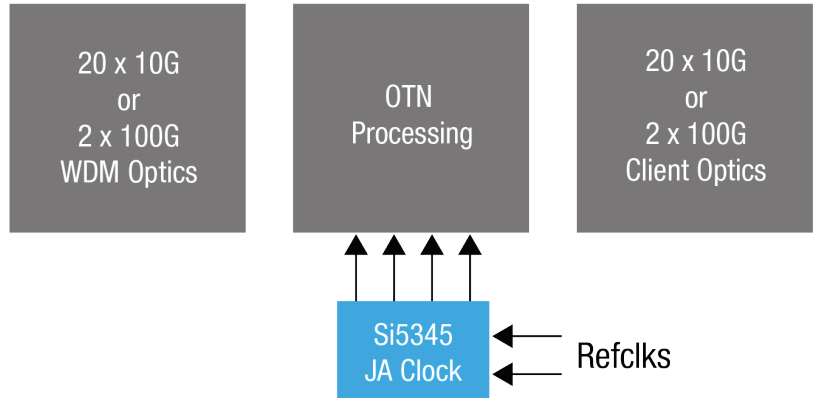 20 x 10G
or
2 x 100G
WDM Optics
OTN
Processing
20 x 10G
or
2 x 100G
Client Optics
Si5345
JA Clock
Refclks